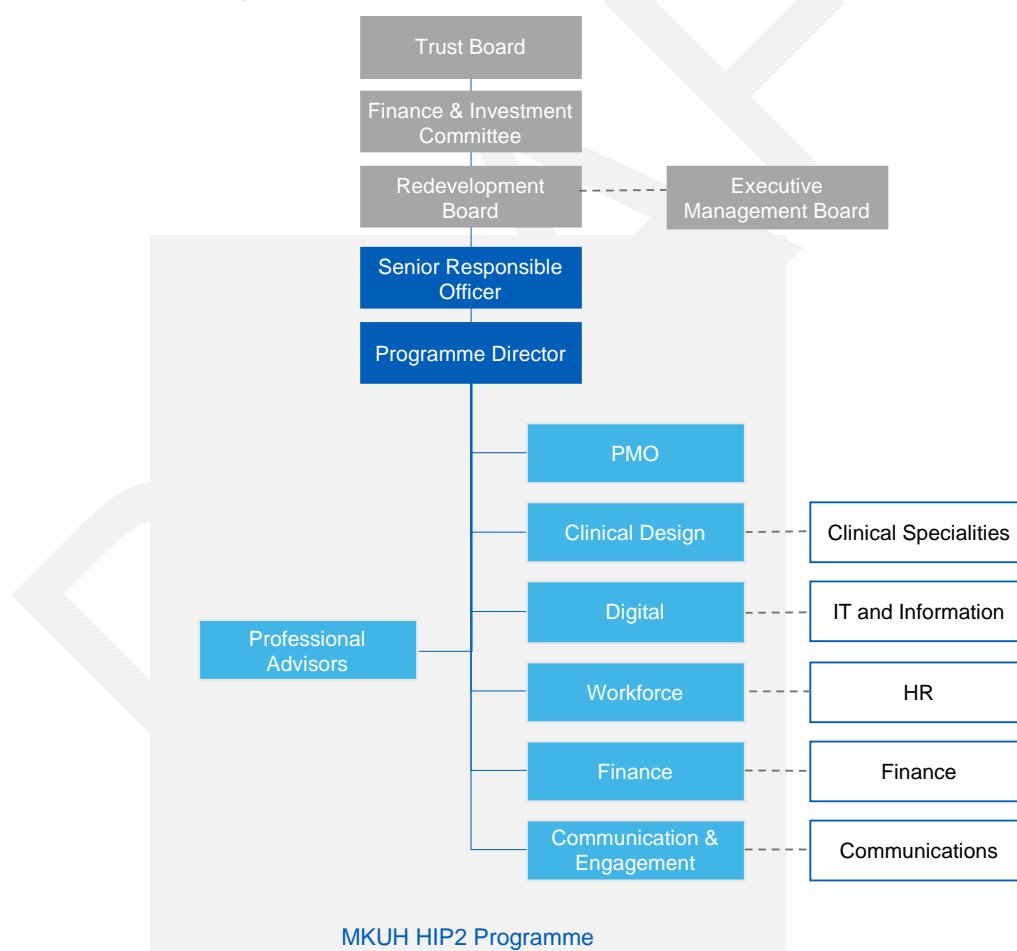 Trust Board
Finance & Investment
Committee
Redevelopment
Board
Executive
Management Board
Senior Responsible
Officer
Programme Director
PMO
Clinical Design
Clinical Specialities
Digital
IT and Information
Professional
Advisors
Workforce
HR
Finance
Finance
Communication &
Engagement
Communications
MKUH HIP2 Programme